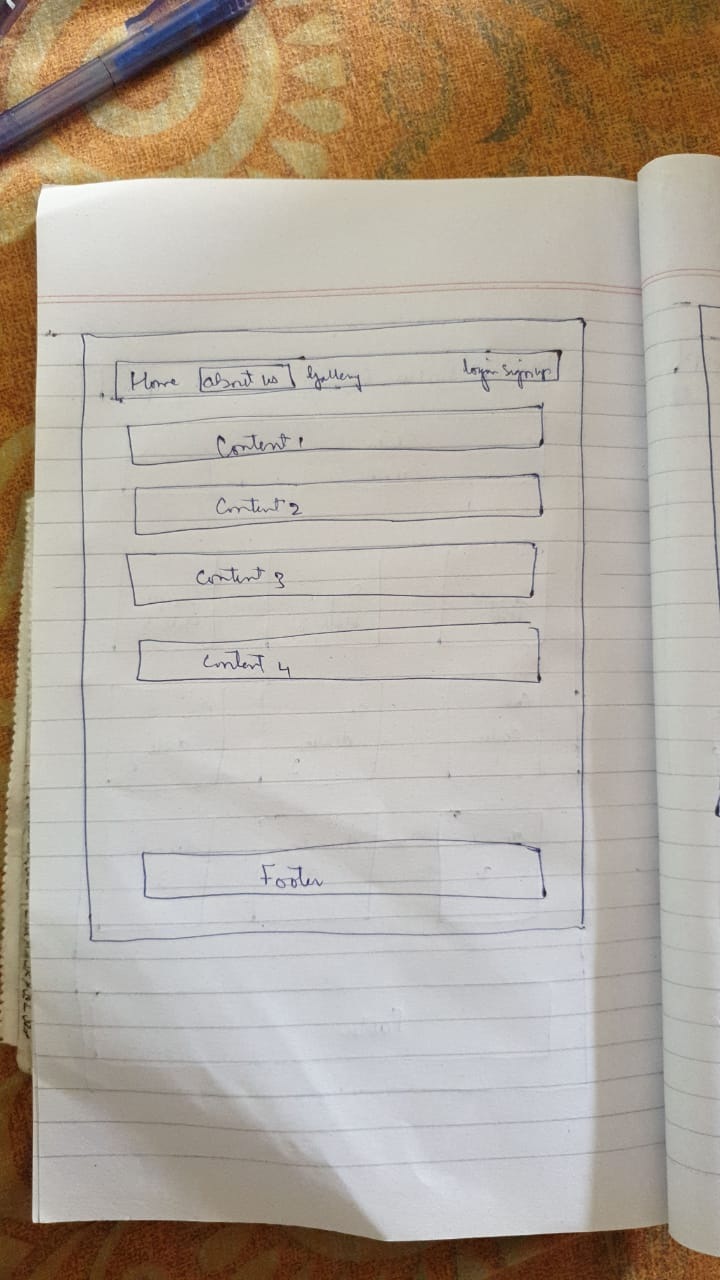 Home about us Gallery login signup
Content 1
Content 2
Content 3
Content 4
Footer